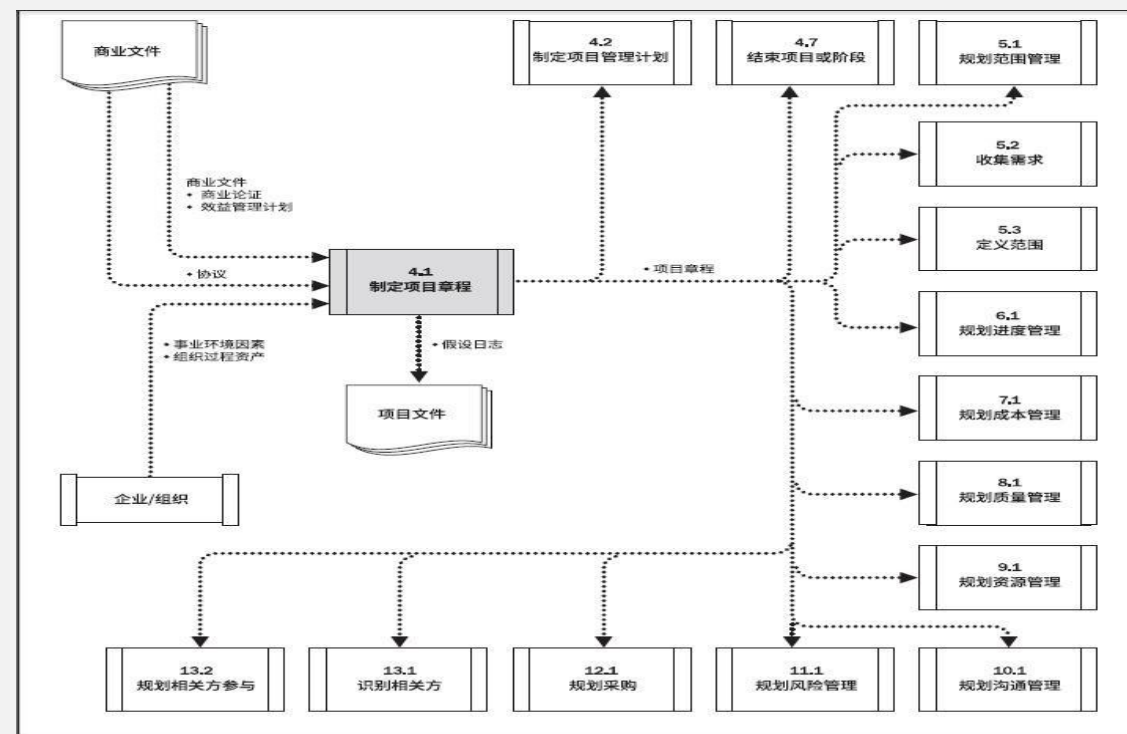 商业文件
4.2
制定项目管理计划
4.7
结束项目或阶段
5.1
规划范围管理
5.2
收集需求
商业文件
• 商业论证
• 效益管理计划
5.3
定义范围
• 协议
4.1
制定项目章程
• 项目章程
6.1
规划进度管理
• 事业环境因素
• 组织过程资产
• 假设日志
项目文件
7.1
规划成本管理
企业/组织
8.1
规划质量管理
9.1
规划资源管理
13.2
规划相关方参与
13.1
识别相关方
12.1
规划采购
11.1
规划风险管理
10.1
规划沟通管理